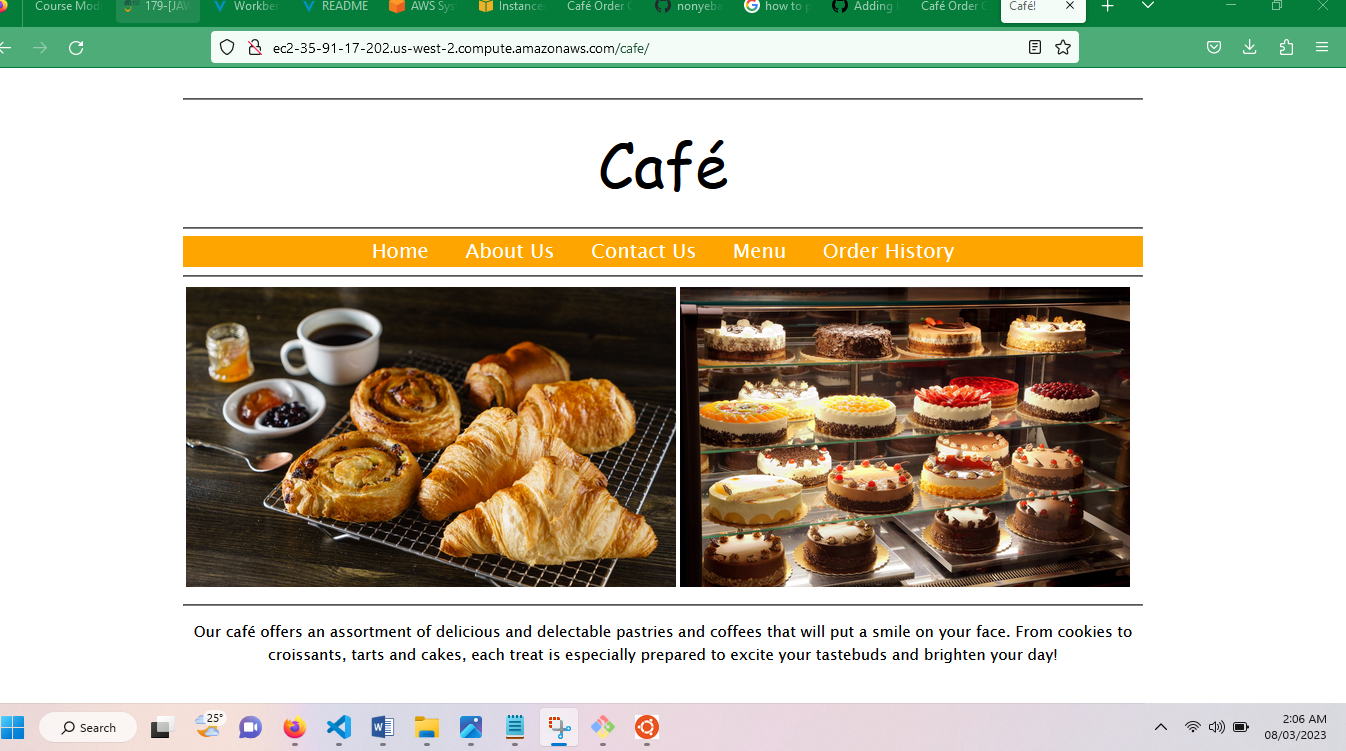 Course Mod
179-[JAW
Workben
README
AWS Sys
Instances
Café Order
nonyeba
how to p
Adding
Café Order
Café!
ec2-35-91-17-202.us-west-2.compute.amazonaws.com/cafe/
Café
Home About Us Contact Us Menu Order History
Our café offers an assortment of delicious and delectable pastries and coffees that will put a smile on your face. From cookies to
croissants, tarts and cakes, each treat is especially prepared to excite your tastebuds and brighten your day!
25°
Search
2:06 AM
08/03/2023